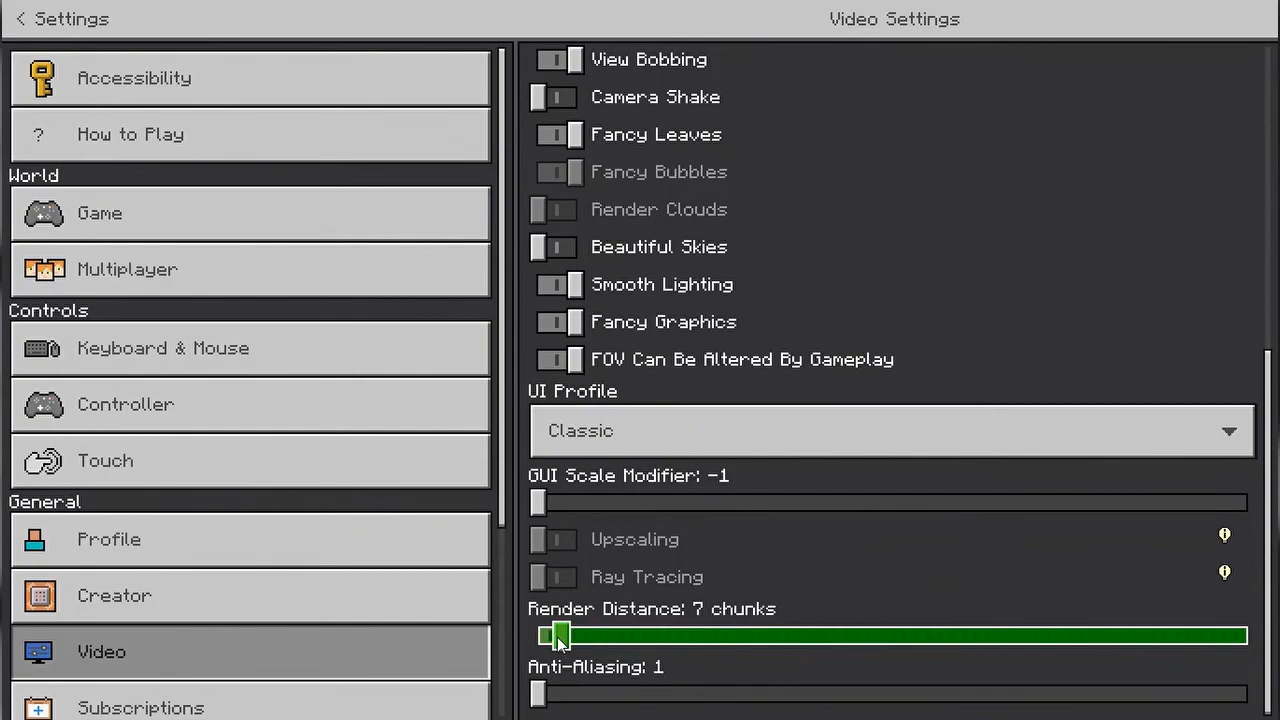 Settings
Video Settings
Accessibility
? How to Play
World
Game
Multiplayer
Controls
Keyboard & Mouse
Controller
Touch
General
Profile
Creator
Video
Subscriptions
View Bobbing
Camera Shake
Fancy Leaves
Fancy Bubbles
Render Clouds
Beautiful Skies
Smooth Lighting
Fancy Graphics
FOV Can Be Altered By Gameplay
UI Profile
Classic
GUI Scale Modifier: -1
Upscaling
Ray Tracing
Render Distance: 7 chunks
Anti-Aliasing: 1